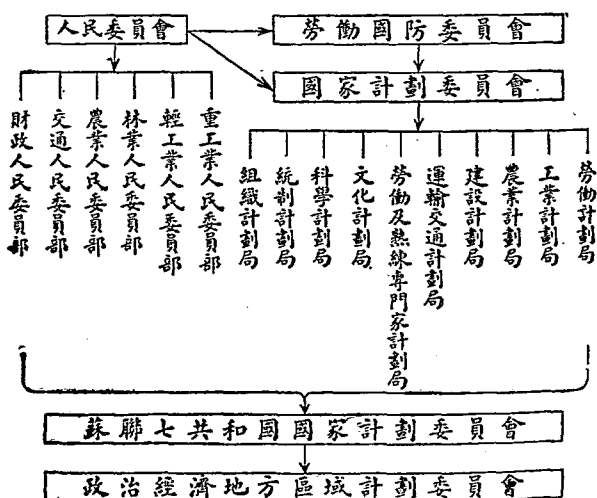 人民委員會
勞働國防委員會
國家計劃委員會
重工業人民委員部
輕工業人民委員部
林業人民委員部
農業人民委員部
交通人民委員部
財政人民委員部
勞働計劃局
工業計劃局
農業計劃局
建設計劃局
運輸交通計劃局
勞働及熟練專門家計劃局
文化計劃局
科學計劃局
統制計劃局
組織計劃局
蘇聯七共和國國家計劃委員會
政治經濟地方區域計劃委員會